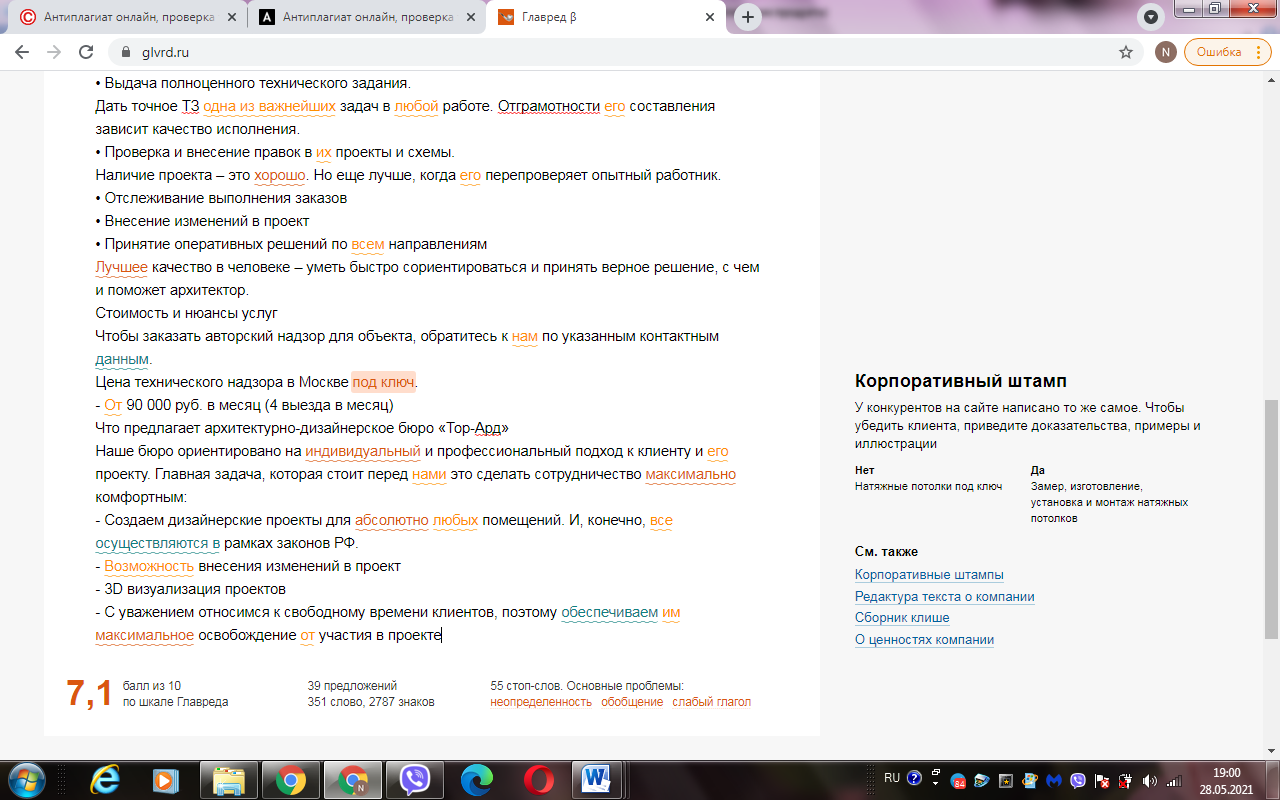 Антиплагиат онлайн, проверка
Антиплагиат онлайн, проверка
Главред β
glvrd.ru
N
Ошибка
• Выдача полноценного технического задания.
Дать точное ТЗ одна из важнейших задач в любой работе. Отграмотности его составления
зависит качество исполнения.
• Проверка и внесение правок в их проекты и схемы.
Наличие проекта – это хорошо. Но еще лучше, когда его перепроверяет опытный работник.
• Отслеживание выполнения заказов
• Внесение изменений в проект
• Принятие оперативных решений по всем направлениям
Лучшее качество в человеке – уметь быстро сориентироваться и принять верное решение, с чем
и поможет архитектор.
Стоимость и нюансы услуг
Чтобы заказать авторский надзор для объекта, обратитесь к нам по указанным контактным
данным.
Цена технического надзора в Москве под ключ.
- От 90 000 руб. в месяц (4 выезда в месяц)
Что предлагает архитектурно-дизайнерское бюро «Тор-Ард»
Наше бюро ориентировано на индивидуальный и профессиональный подход к клиенту и его
проекту. Главная задача, которая стоит перед нами это сделать сотрудничество максимально
комфортным:
- Создаем дизайнерские проекты для абсолютно любых помещений. И, конечно, все
осуществляются в рамках законов РФ.
- Возможность внесения изменений в проект
- 3D визуализация проектов
- С уважением относимся к свободному времени клиентов, поэтому обеспечиваем им
максимальное освобождение от участия в проекте
Корпоративный штамп
У конкурентов на сайте написано то же самое. Чтобы
убедить клиента, приведите доказательства, примеры и
иллюстрации
Нет
Натяжные потолки под ключ
Да
Замер, изготовление,
установка и монтаж натяжных
потолков
См. также
Корпоративные штампы
Редактура текста о компании
Сборник клише
О ценностях компании
7,1
балл из 10
по шкале Главреда
39 предложений
351 слово, 2787 знаков
55 стоп-слов. Основные проблемы:
неопределенность обобщение слабый глагол
RU
84
19:00
28.05.2021